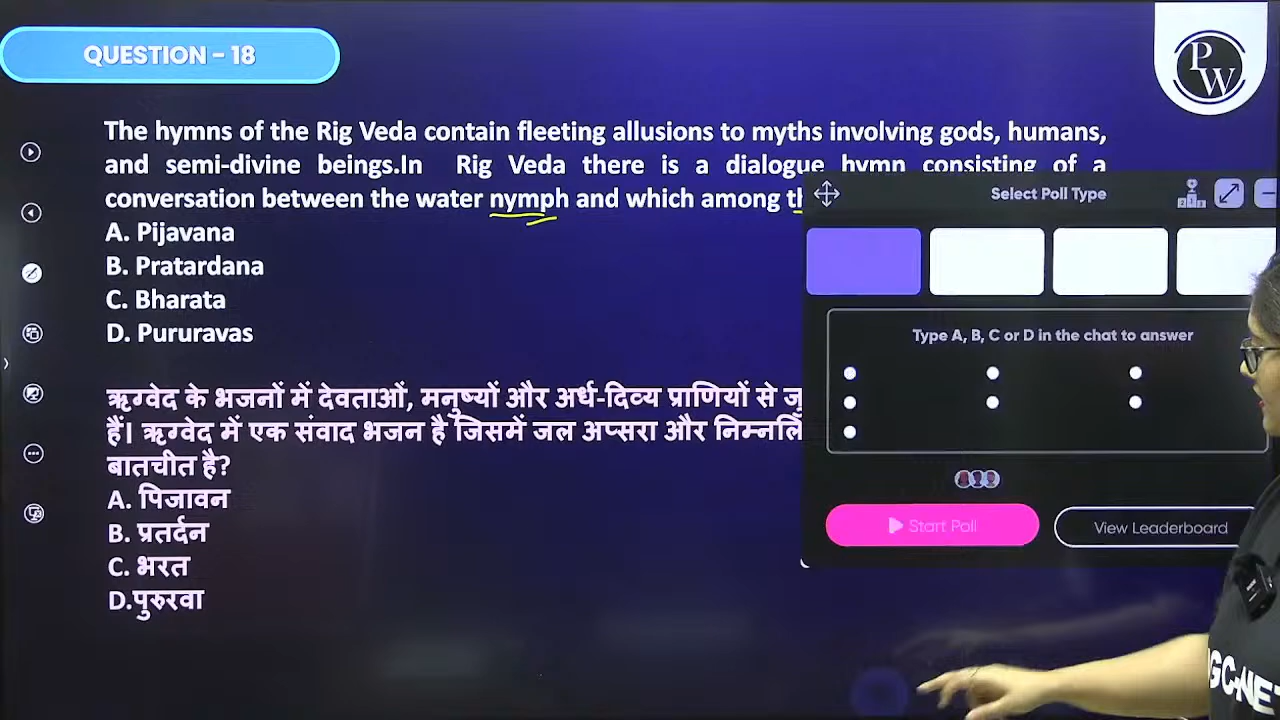 QUESTION - 18
PW
The hymns of the Rig Veda contain fleeting allusions to myths involving gods, humans,
and semi-divine beings.In Rig Veda there is a dialogue hymn consisting of a
conversation between the water nymph and which among
A. Pijavana
B. Pratardana
C. Bharata
D. Pururavas
ऋग्वेद के भजनों में देवताओं, मनुष्यों और अर्ध-दिव्य प्राणियों से
हैं। ऋग्वेद में एक संवाद भजन है जिसमें जल अप्सरा और
बातचीत है?
A. पिजावन
B. प्रतर्दन
C. भरत
D.पुरुरवा
Select Poll Type
Type A, B, C or D in the chat to answer
Start Poll
View Leaderboard